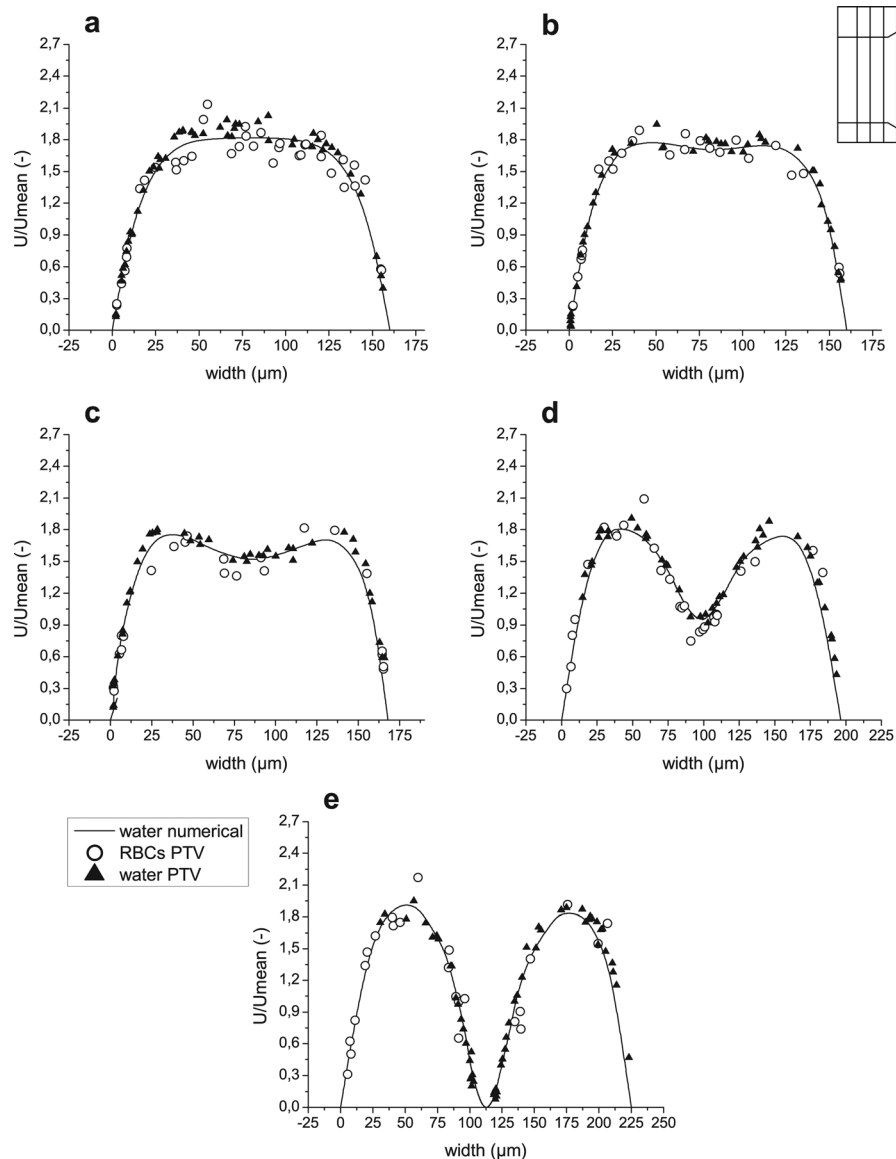 a
b
2,7
2,4
2,1
1,8
1,5
1,2
0,9
0,6
0,3
0,0
U/Umean (-)
-25 0 25 50 75 100 125 150 175
width (µm)
2,7
2,4
2,1
1,8
1,5
1,2
0,9
0,6
0,3
0,0
U/Umean (-)
-25 0 25 50 75 100 125 150 175
width (µm)
c
d
2,7
2,4
2,1
1,8
1,5
1,2
0,9
0,6
0,3
0,0
U/Umean (-)
-25 0 25 50 75 100 125 150 175
width (µm)
2,7
2,4
2,1
1,8
1,5
1,2
0,9
0,6
0,3
0,0
U/Umean (-)
-25 0 25 50 75 100 125 150 175 200 225
width (µm)
e
water numerical
RBCs PTV
water PTV
2,7
2,4
2,1
1,8
1,5
1,2
0,9
0,6
0,3
0,0
U/Umean (-)
-25 0 25 50 75 100 125 150 175 200 225 250
width (µm)